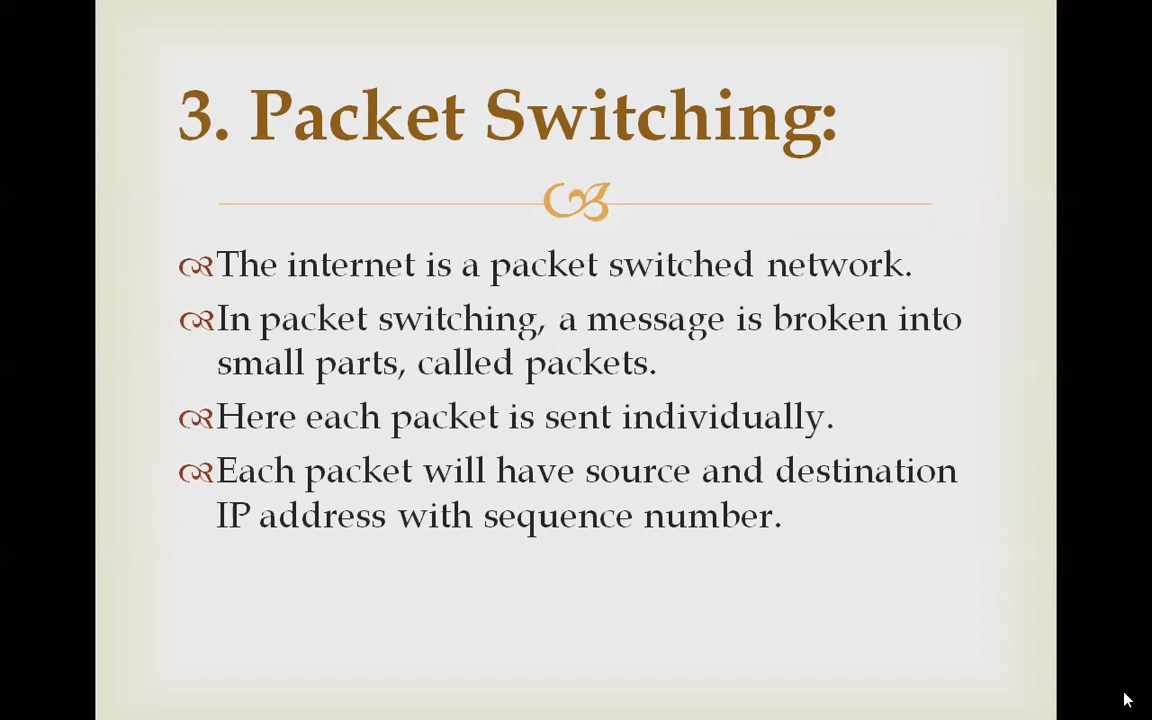 3. Packet Switching:
The internet is a packet switched network.
In packet switching, a message is broken into
small parts, called packets.
Here each packet is sent individually.
Each packet will have source and destination
IP address with sequence number.